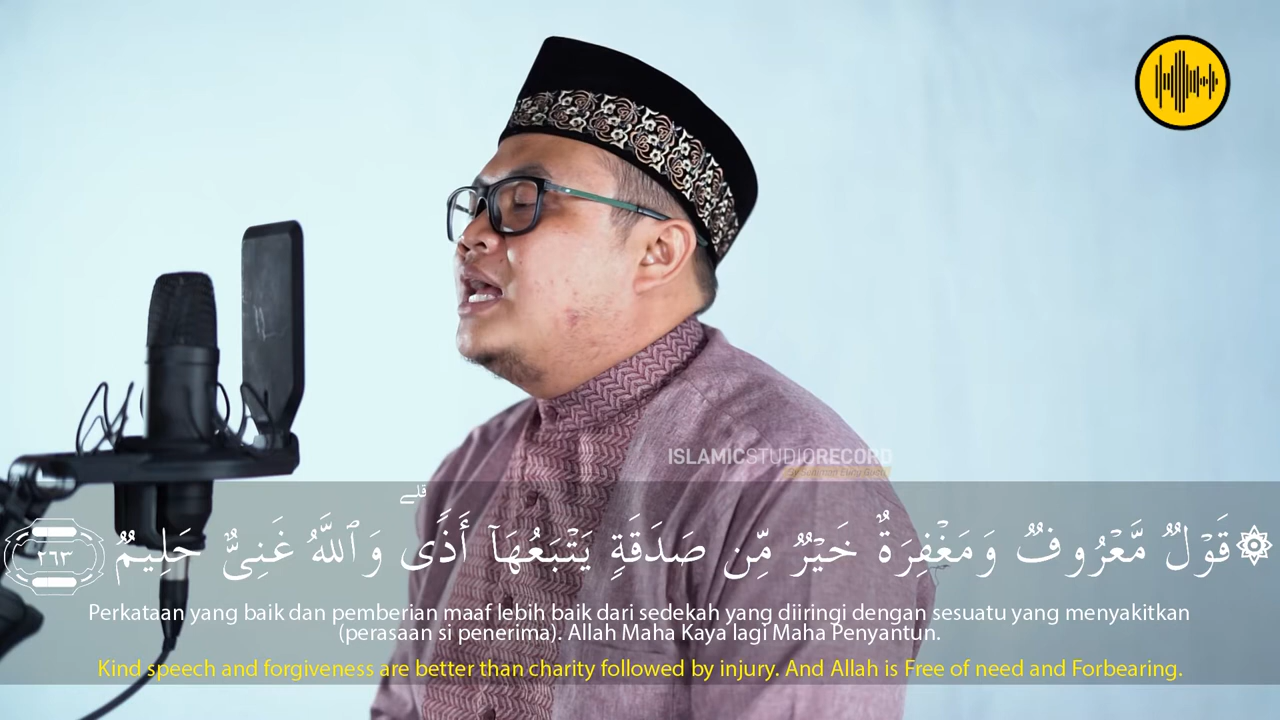 ISLAMICSTUDIORECORD
۞ قَوْلٌ مَّعْرُوفٌ وَمَغْفِرَةٌ خَيْرٌ مِّن صَدَقَةٍ يَتْبَعُهَآ أَذًى ۗ وَٱللَّهُ غَنِىٌّ حَلِيمٌ ٢٦٣
Perkataan yang baik dan pemberian maaf lebih baik dari sedekah yang diiringi dengan sesuatu yang menyakitkan
(perasaan si penerima). Allah Maha Kaya lagi Maha Penyantun.
Kind speech and forgiveness are better than charity followed by injury. And Allah is Free of need and Forbearing.